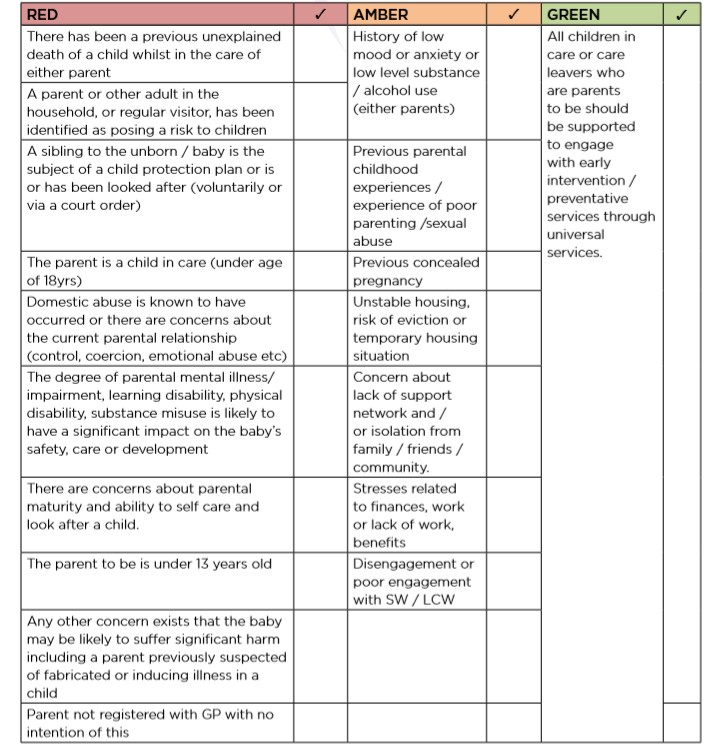 RED ✓ AMBER ✓ GREEN ✓
There has been a previous unexplained
death of a child whilst in the care of
either parent
A parent or other adult in the
household, or regular visitor, has been
identified as posing a risk to children
A sibling to the unborn / baby is the
subject of a child protection plan or is
or has been looked after (voluntarily or
via a court order)
The parent is a child in care (under age
of 18yrs)
Domestic abuse is known to have
occurred or there are concerns about
the current parental relationship
(control, coercion, emotional abuse etc)
The degree of parental mental illness/
impairment, learning disability, physical
disability, substance misuse is likely to
have a significant impact on the baby's
safety, care or development
There are concerns about parental
maturity and ability to self care and
look after a child.
The parent to be is under 13 years old
Any other concern exists that the baby
may be likely to suffer significant harm
including a parent previously suspected
of fabricated or inducing illness in a
child
Parent not registered with GP with no
intention of this
History of low
mood or anxiety or
low level substance
/ alcohol use
(either parents)
Previous parental
childhood
experiences /
experience of poor
parenting /sexual
abuse
Previous concealed
pregnancy
Unstable housing,
risk of eviction or
temporary housing
situation
Concern about
lack of support
network and /
or isolation from
family / friends /
community.
Stresses related
to finances, work
or lack of work,
benefits
Disengagement or
poor engagement
with SW / LCW
All children in
care or care
leavers who
are parents
to be should
be supported
to engage
with early
intervention /
preventative
services through
universal
services.